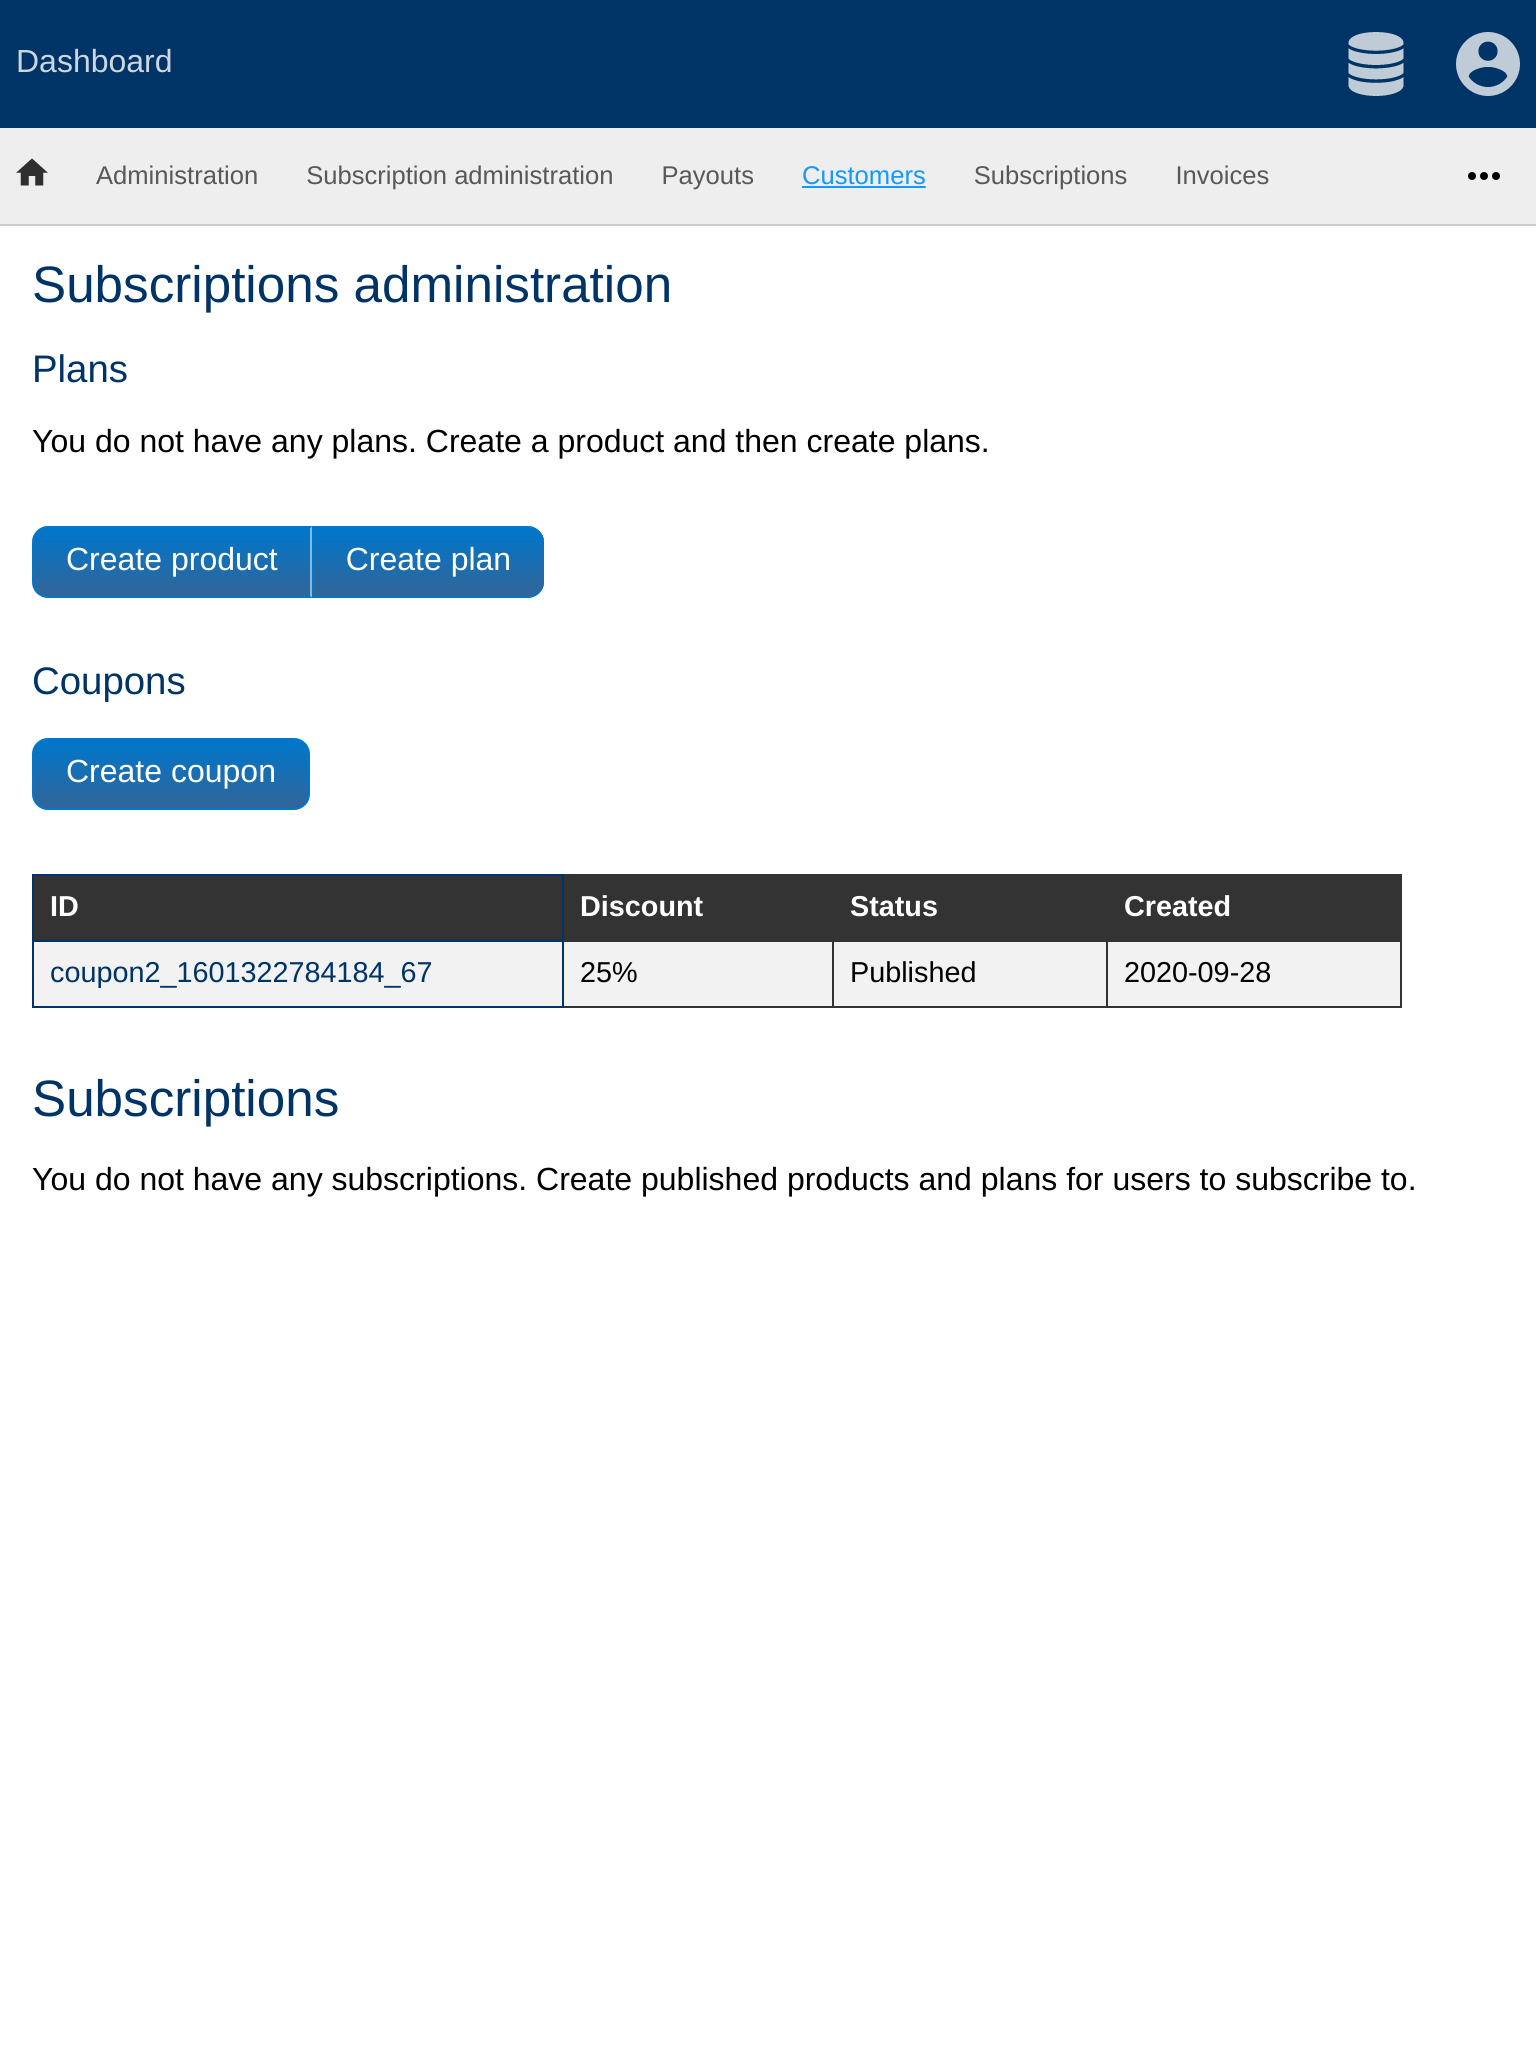 Dashboard
Administration Subscription administration Payouts Customers Subscriptions Invoices
Subscriptions administration
Plans
You do not have any plans. Create a product and then create plans.
Create product Create plan
Coupons
Create coupon
ID Discount Status Created
coupon2_1601322784184_67 25% Published 2020-09-28
Subscriptions
You do not have any subscriptions. Create published products and plans for users to subscribe to.